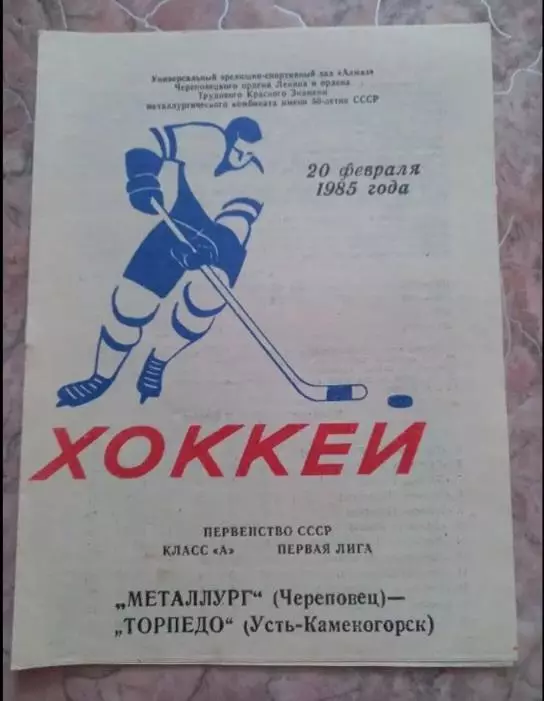 Универсальный зрелищно-спортивный зал «Алмаз»
Череповецкого ордена Ленина и ордена
Трудового Красного Знамени
металлургического комбината имени 50-летия СССР
20 февраля
1985 года
ХОККЕЙ
ПЕРВЕНСТВО СССР
КЛАСС «А» ПЕРВАЯ ЛИГА
„МЕТАЛЛУРГ“ (Череповец)—
„ТОРПЕДО“ (Усть-Каменогорск)